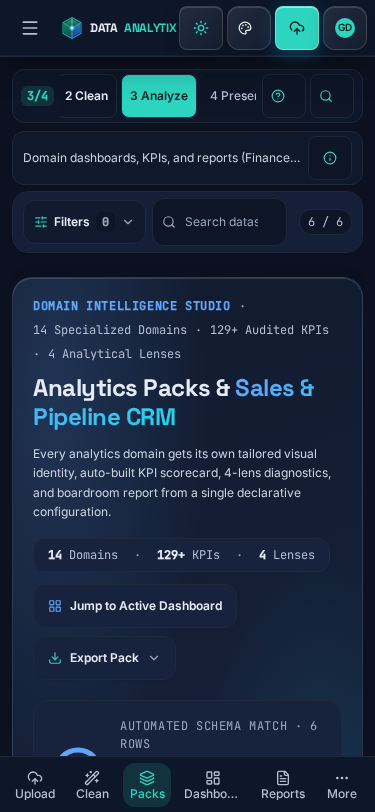 DATA ANALYTIX
GD
3/4 2 Clean 3 Analyze 4 Preser
Domain dashboards, KPIs, and reports (Finance...
Filters 0 Search datas 6 / 6
DOMAIN INTELLIGENCE STUDIO ·
14 Specialized Domains · 129+ Audited KPIs
· 4 Analytical Lenses
Analytics Packs & Sales &
Pipeline CRM
Every analytics domain gets its own tailored visual
identity, auto-built KPI scorecard, 4-lens diagnostics,
and boardroom report from a single declarative
configuration.
14 Domains · 129+ KPIs · 4 Lenses
Jump to Active Dashboard
Export Pack
AUTOMATED SCHEMA MATCH · 6
ROWS
Upload Clean Packs Dashbo... Reports More